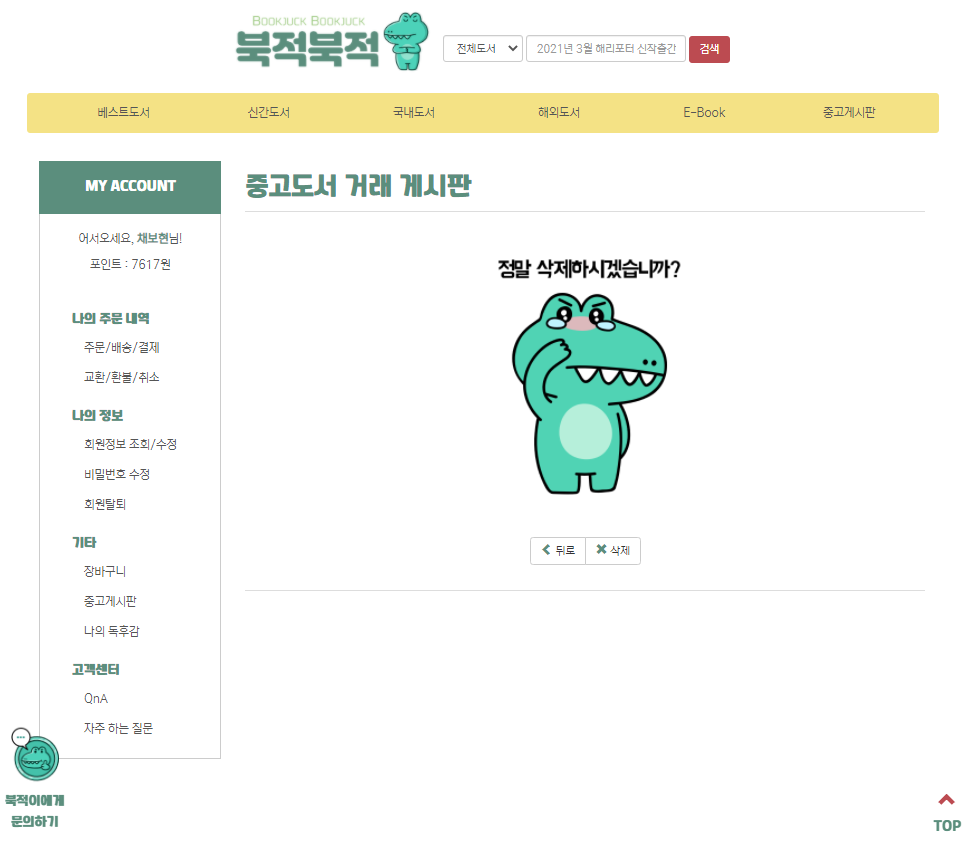 BOOKJUCK BOOKJUCK
북적북적
전체도서
2021년 3월 해리포터 신작출간
검색
베스트도서
신간도서
국내도서
해외도서
E-Book
중고게시판
MY ACCOUNT
어서오세요, 채보현님!
포인트 : 7617원
나의 주문 내역
주문/배송/결제
교환/환불/취소
나의 정보
회원정보 조회/수정
비밀번호 수정
회원탈퇴
기타
장바구니
중고게시판
나의 독후감
고객센터
QnA
자주 하는 질문
중고도서 거래 게시판
정말 삭제하시겠습니까?
뒤로
삭제
북적이에게
문의하기
TOP